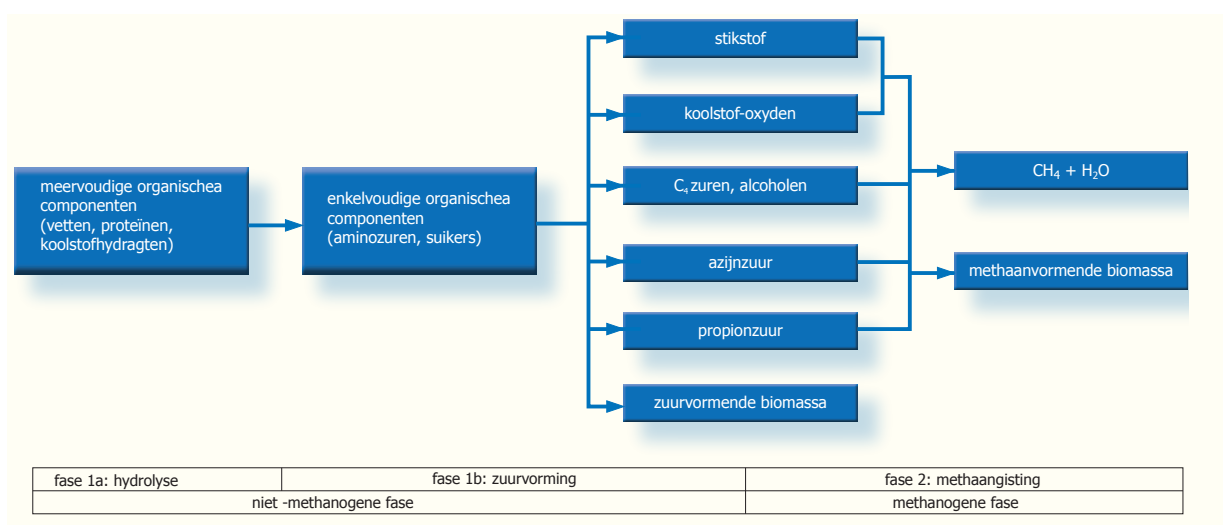 stikstof
koolstof-oxyden
meervoudige organischea
componenten
(vetten, proteïnen,
koolstofhydragten)
enkelvoudige organischea
componenten
(aminozuren, suikers)
C₄ zuren, alcoholen
CH₄ + H₂O
azijnzuur
methaanvormende biomassa
propionzuur
zuurvormende biomassa
fase 1a: hydrolyse
fase 1b: zuurvorming
fase 2: methaangisting
niet -methanogene fase
methanogene fase